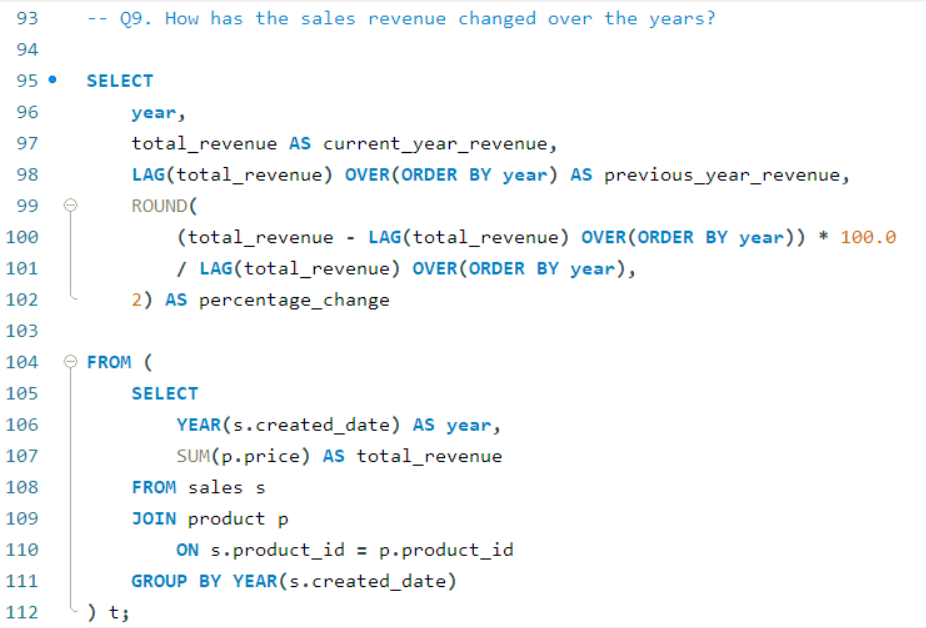 93 -- Q9. How has the sales revenue changed over the years?
94
95 SELECT
96 year,
97 total_revenue AS current_year_revenue,
98 LAG(total_revenue) OVER(ORDER BY year) AS previous_year_revenue,
99 ROUND(
100 (total_revenue - LAG(total_revenue) OVER(ORDER BY year)) * 100.0
101 / LAG(total_revenue) OVER(ORDER BY year),
102 2) AS percentage_change
103
104 FROM (
105 SELECT
106 YEAR(s.created_date) AS year,
107 SUM(p.price) AS total_revenue
108 FROM sales s
109 JOIN product p
110 ON s.product_id = p.product_id
111 GROUP BY YEAR(s.created_date)
112 ) t;